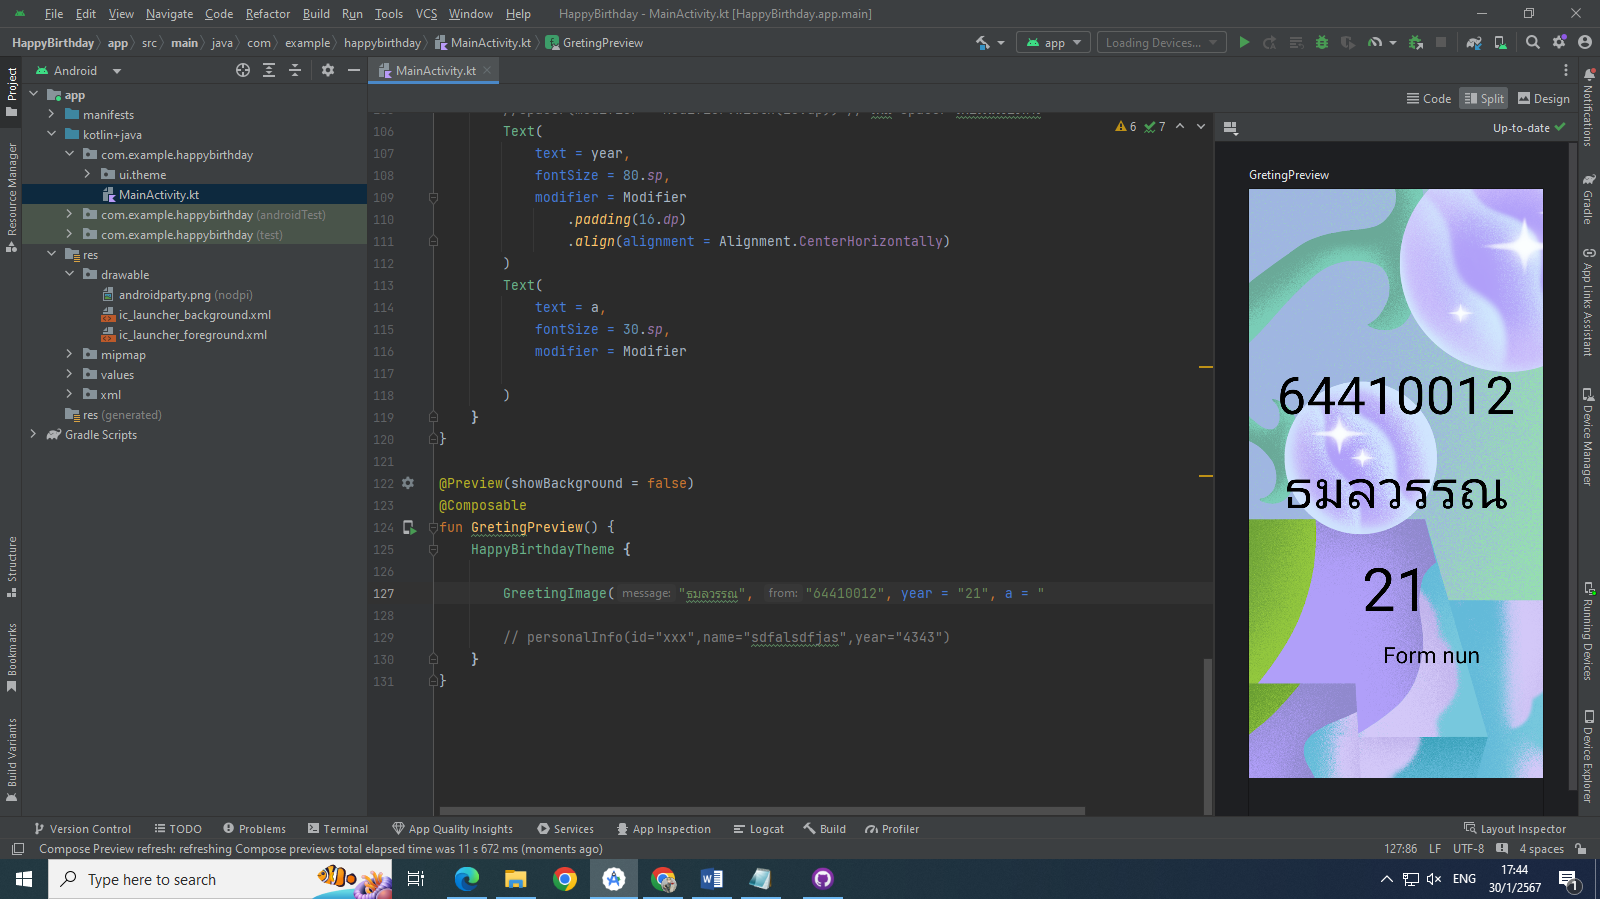 File Edit View Navigate Code Refactor Build Run Tools VCS Window Help HappyBirthday - MainActivity.kt [HappyBirthday.app.main]
HappyBirthday app src main java com example happybirthday MainActivity.kt GretingPreview app Loading Devices...
Android MainActivity.kt
Code Split Design
app
manifests
kotlin+java
com.example.happybirthday
ui.theme
MainActivity.kt
com.example.happybirthday (androidTest)
com.example.happybirthday (test)
res
drawable
androidparty.png (nodpi)
ic_launcher_background.xml
ic_launcher_foreground.xml
mipmap
values
xml
res (generated)
Gradle Scripts
Project
Resource Manager
Structure
Bookmarks
Build Variants
6 7
106 Text(
107 text = year,
108 fontSize = 80.sp,
109 modifier = Modifier
110 .padding(16.dp)
111 .align(alignment = Alignment.CenterHorizontally)
112 )
113 Text(
114 text = a,
115 fontSize = 30.sp,
116 modifier = Modifier
117
118 )
119 }
120 }
121
122 @Preview(showBackground = false)
123 @Composable
124 fun GretingPreview() {
125 HappyBirthdayTheme {
126
127 GreetingImage( message: "ธมลวรรณ", from: "64410012", year = "21", a = "
128
129 // personalInfo(id="xxx",name="sdfalsdfjas",year="4343")
130 }
131 }
Up-to-date
GretingPreview
64410012
ธมลวรรณ
21
Form nun
Notifications
Gradle
App Links Assistant
Device Manager
Running Devices
Device Explorer
Version Control TODO Problems Terminal App Quality Insights Services App Inspection Logcat Build Profiler Layout Inspector
Compose Preview refresh: refreshing Compose previews total elapsed time was 11 s 672 ms (moments ago) 127:86 LF UTF-8 4 spaces
Type here to search ENG 17:44
30/1/2567 1